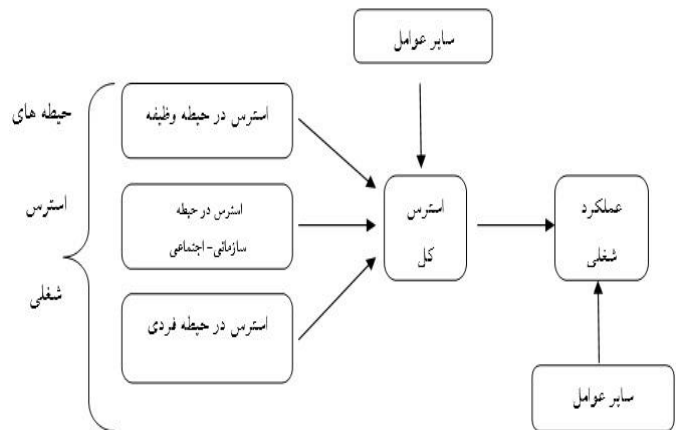 سایر عوامل
حیطه های
استرس
شغلی
استرس در حیطه وظیفه
استرس در حیطه
سازمانی- اجتماعی
استرس در حیطه فردی
استرس
کل
عملکرد
شغلی
سایر عوامل